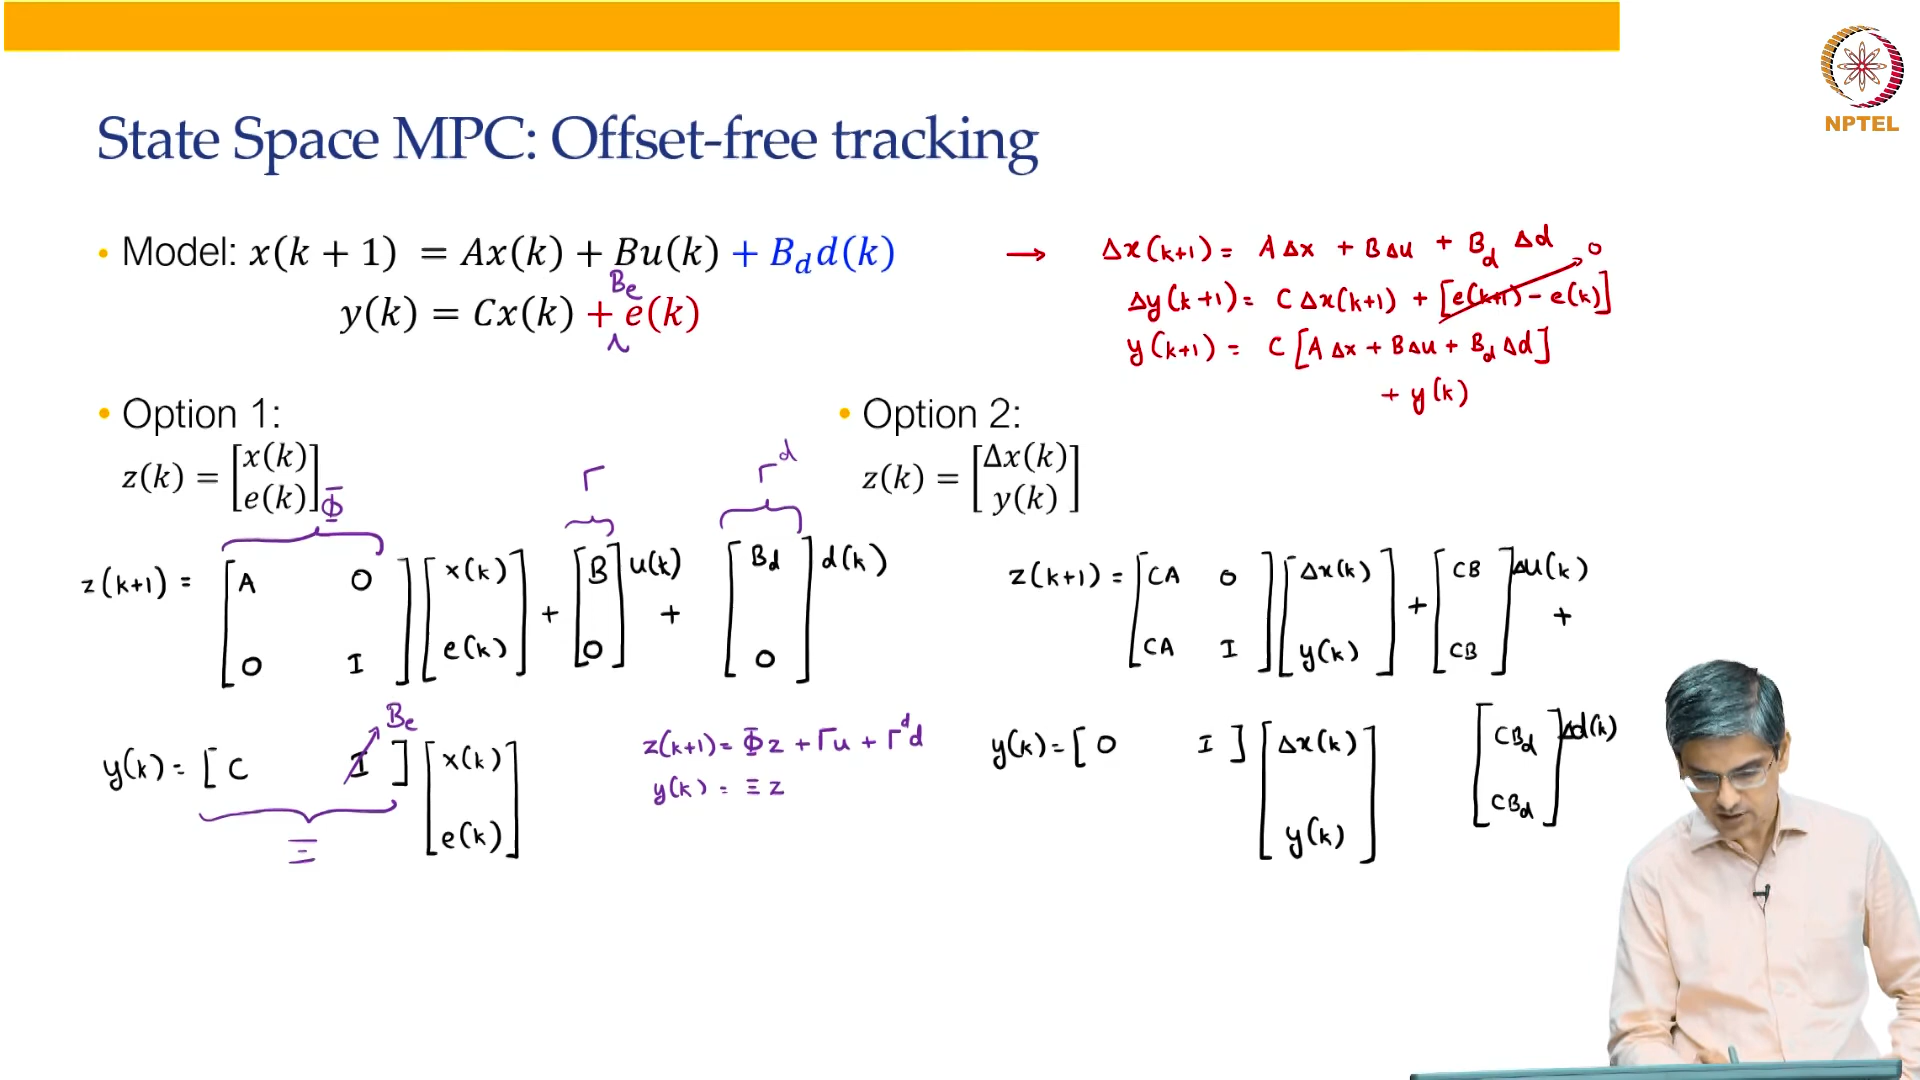 NPTEL
State Space MPC: Offset-free tracking
• Model: x(k + 1) = Ax(k) + Bu(k) + B_d d(k)
y(k) = Cx(k) + e(k)
B_e
→ Δx(k+1) = A Δx + B Δu + B_d Δd
Δy(k+1) = C Δx(k+1) + [e(k+1) - e(k)] 0
y(k+1) = C [A Δx + B Δu + B_d Δd]
+ y(k)
• Option 1:
z(k) = [x(k) e(k)]
Φ Γ Γ^d
z(k+1) = [A 0 0 I] [x(k) e(k)] + [B 0] u(k) + [B_d 0] d(k)
y(k) = [C I] [x(k) e(k)]
B_e
Ξ
z(k+1) = Φ z + Γu + Γ^d d
y(k) = Ξ z
• Option 2:
z(k) = [Δx(k) y(k)]
z(k+1) = [CA 0 CA I] [Δx(k) y(k)] + [CB CB] Δu(k) +
[CB_d CB_d] Δd(k)
y(k) = [0 I] [Δx(k) y(k)]